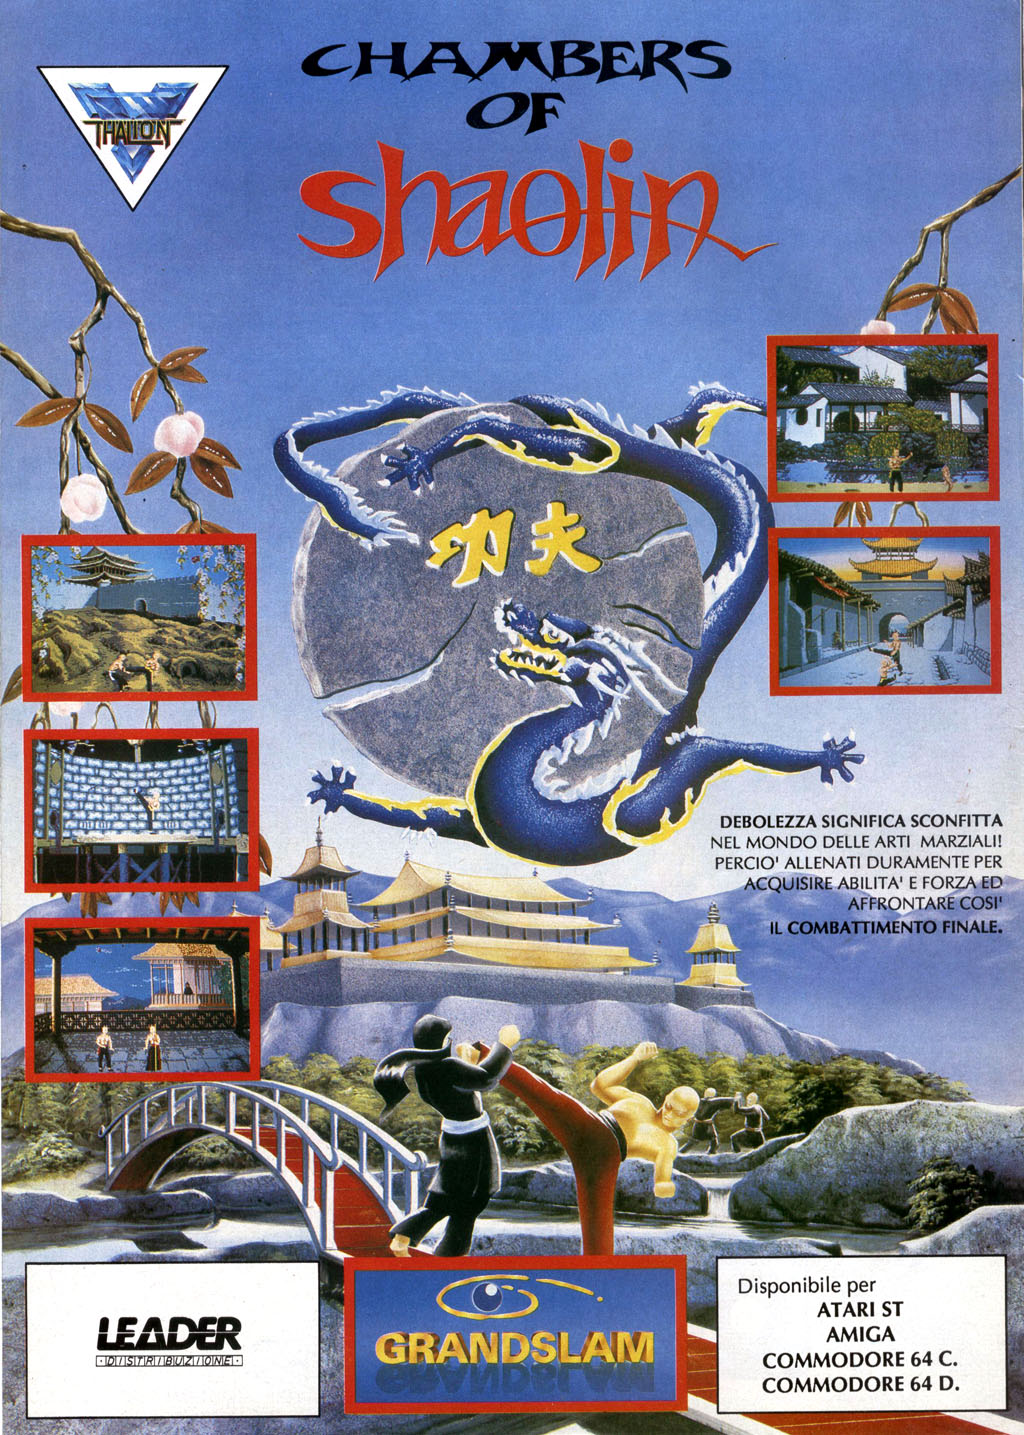 CHAMBERS
OF
Shaolin
THALION
功夫
DEBOLEZZA SIGNIFICA SCONFITTA
NEL MONDO DELLE ARTI MARZIALI!
PERCIO' ALLENATI DURAMENTE PER
ACQUISIRE ABILITA' E FORZA ED
AFFRONTARE COSI'
IL COMBATTIMENTO FINALE.
LEADER
·DISTRIBUZIONE·
GRANDSLAM
Disponibile per
ATARI ST
AMIGA
COMMODORE 64 C.
COMMODORE 64 D.